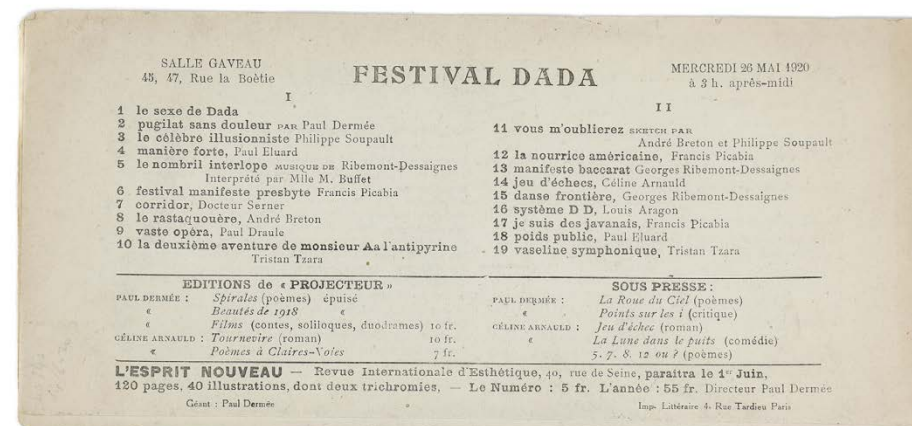 SALLE GAVEAU
45, 47, Rue la Boètie
FESTIVAL DADA
MERCREDI 26 MAI 1920
à 3 h. après-midi
I
1 le sexe de Dada
2 pugilat sans douleur PAR Paul Dermée
3 le célèbre illusionniste Philippe Soupault
4 manière forte, Paul Eluard
5 le nombril interlope MUSIQUE DE Ribemont-Dessaignes
Interprété par Mlle M. Buffet
6 festival manifeste presbyte Francis Picabia
7 corridor, Docteur Serner
8 le rastaquouère, André Breton
9 vaste opéra, Paul Draule
10 la deuxième aventure de monsieur Aa l'antipyrine
Tristan Tzara
II
11 vous m'oublierez SKETCH PAR
André Breton et Philippe Soupault
12 la nourrice américaine, Francis Picabia
13 manifeste baccarat Georges Ribemont-Dessaignes
14 jeu d'échecs, Céline Arnauld
15 danse frontière, Georges Ribemont-Dessaignes
16 système D D, Louis Aragon
17 je suis des javanais, Francis Picabia
18 poids public, Paul Eluard
19 vaseline symphonique, Tristan Tzara
EDITIONS de « PROJECTEUR »
PAUL DERMÉE : Spirales (poèmes) épuisé
« Beautés de 1918 «
« Films (contes, soliloques, duodrames) 10 fr.
CÉLINE ARNAULD : Tournevire (roman) 10 fr.
« Poèmes à Claires-Voies 7 fr.
SOUS PRESSE :
PAUL DERMÉE : La Roue du Ciel (poèmes)
« Points sur les i (critique)
CÉLINE ARNAULD : Jeu d'échec (roman)
« La Lune dans le puits (comédie)
5. 7. 8. 12 ou ? (poèmes)
L'ESPRIT NOUVEAU — Revue Internationale d'Esthétique, 40, rue de Seine, paraîtra le 1er Juin,
120 pages, 40 illustrations, dont deux trichromies, — Le Numéro : 5 fr. L'année : 55 fr. Directeur Paul Dermée
Géant : Paul Dermée
Imp. Littéraire 4, Rue Tardieu Paris